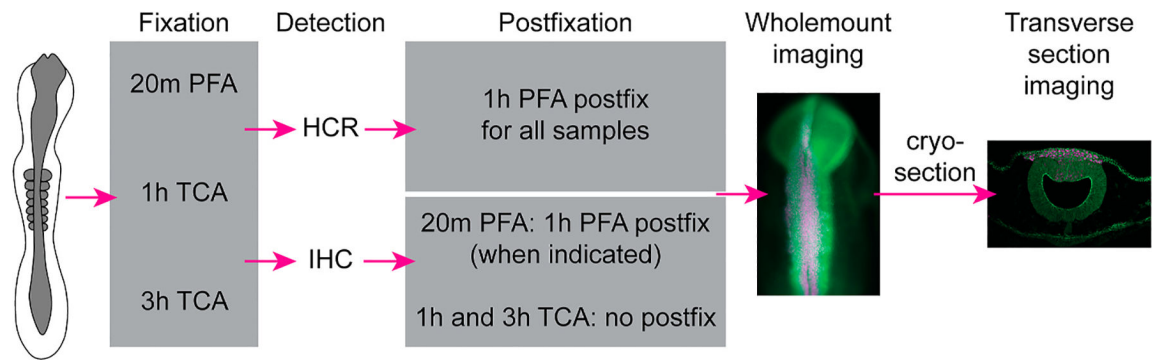 Fixation
Detection
Postfixation
Wholemount
imaging
Transverse
section
imaging
20m PFA
1h TCA
3h TCA
HCR
IHC
1h PFA postfix
for all samples
20m PFA: 1h PFA postfix
(when indicated)
1h and 3h TCA: no postfix
cryo-
section